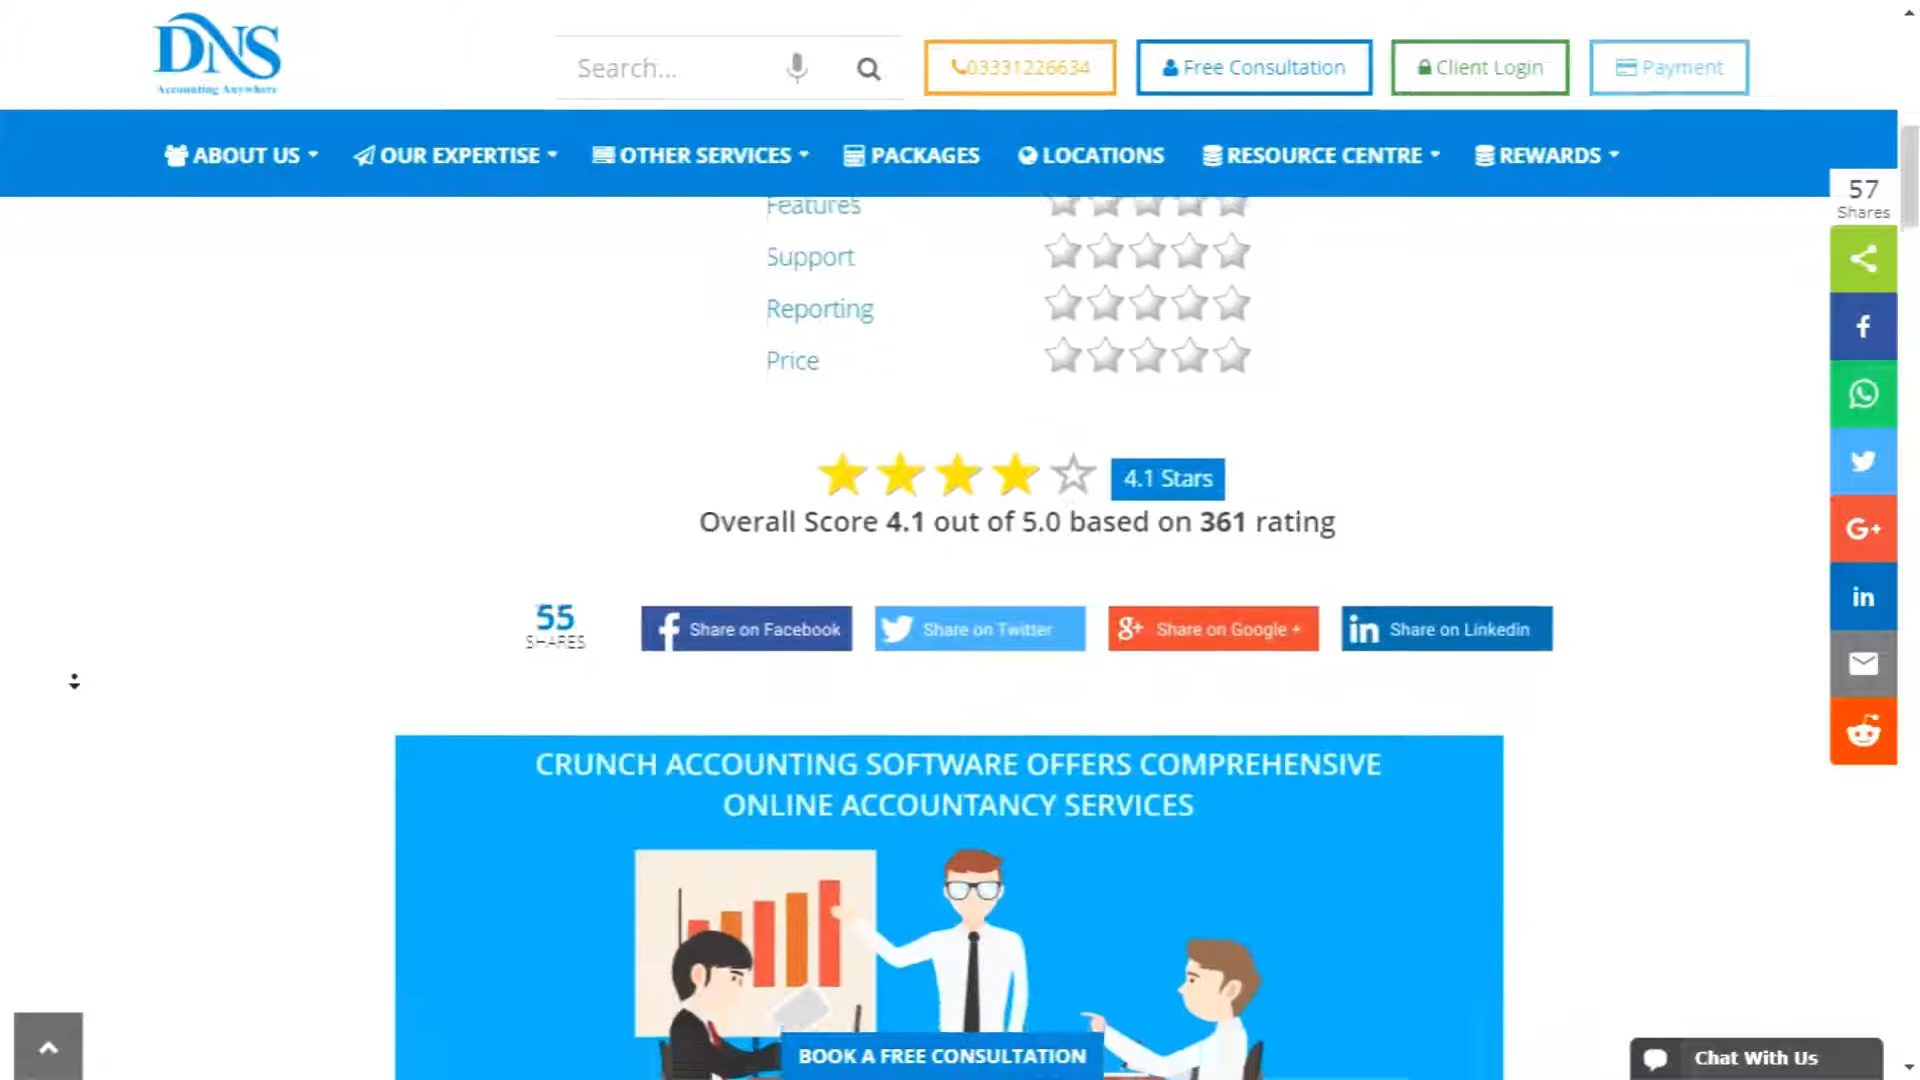 DNS
Accounting Anywhere
Search...
03331226634
Free Consultation
Client Login
Payment
ABOUT US
OUR EXPERTISE
OTHER SERVICES
PACKAGES
LOCATIONS
RESOURCE CENTRE
REWARDS
57
Shares
Features
Support
Reporting
Price
4.1 Stars
Overall Score 4.1 out of 5.0 based on 361 rating
55
SHARES
Share on Facebook
Share on Twitter
Share on Google +
Share on Linkedin
CRUNCH ACCOUNTING SOFTWARE OFFERS COMPREHENSIVE
ONLINE ACCOUNTANCY SERVICES
BOOK A FREE CONSULTATION
Chat With Us